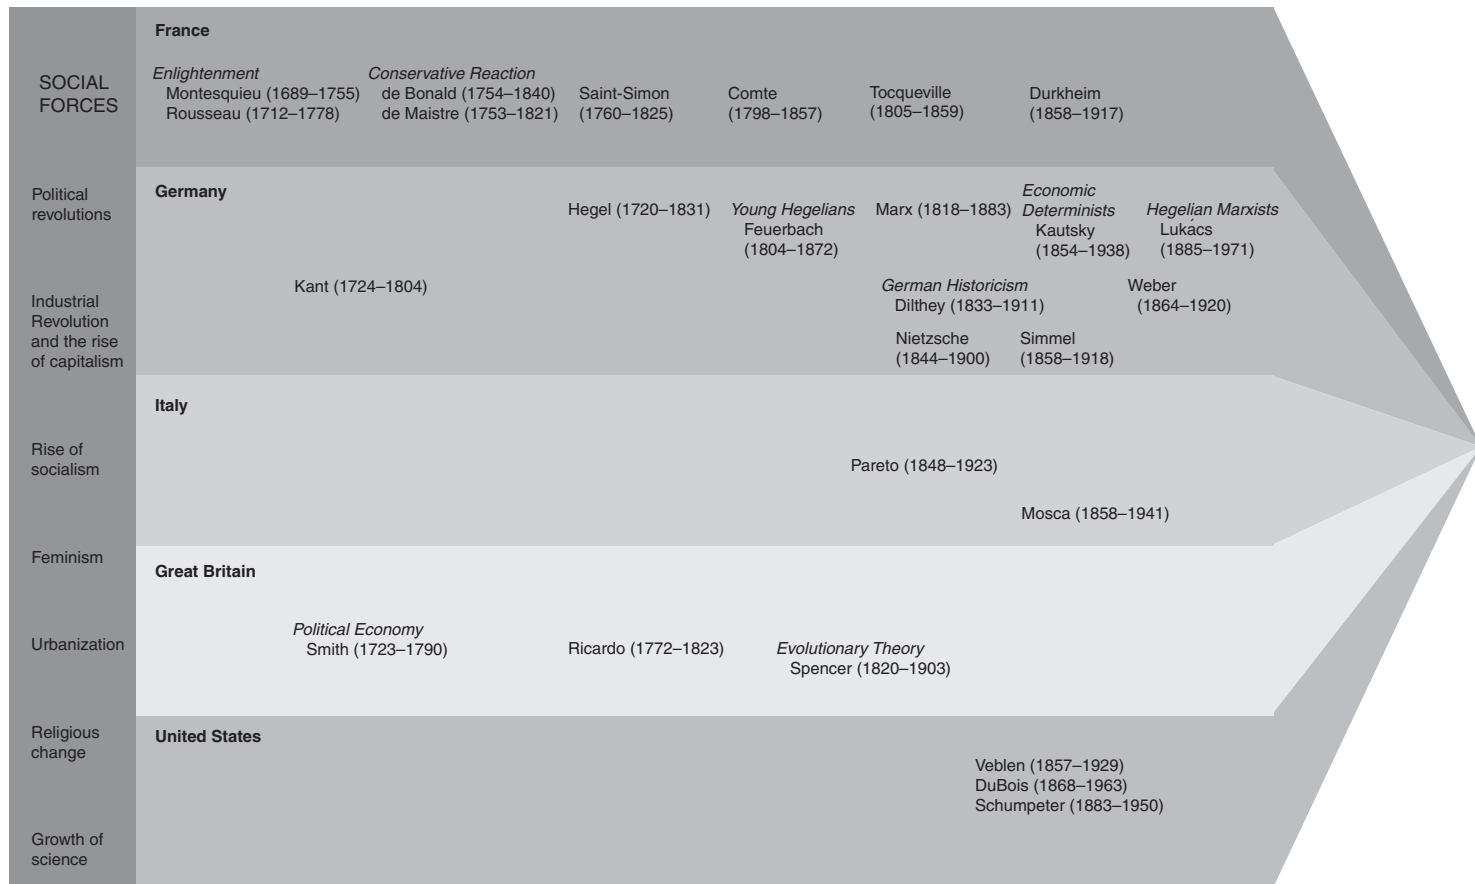 SOCIAL
FORCES
Political
revolutions
Industrial
Revolution
and the rise
of capitalism
Rise of
socialism
Feminism
Urbanization
Religious
change
Growth of
science
France
Enlightenment
Montesquieu (1689–1755)
Rousseau (1712–1778)
Conservative Reaction
de Bonald (1754–1840)
de Maistre (1753–1821)
Saint-Simon
(1760–1825)
Comte
(1798–1857)
Tocqueville
(1805–1859)
Durkheim
(1858–1917)
Germany
Kant (1724–1804)
Hegel (1720–1831)
Young Hegelians
Feuerbach
(1804–1872)
Marx (1818–1883)
Economic
Determinists
Kautsky
(1854–1938)
Hegelian Marxists
Lukács
(1885–1971)
German Historicism
Dilthey (1833–1911)
Weber
(1864–1920)
Nietzsche
(1844–1900)
Simmel
(1858–1918)
Italy
Pareto (1848–1923)
Mosca (1858–1941)
Great Britain
Political Economy
Smith (1723–1790)
Ricardo (1772–1823)
Evolutionary Theory
Spencer (1820–1903)
United States
Veblen (1857–1929)
DuBois (1868–1963)
Schumpeter (1883–1950)